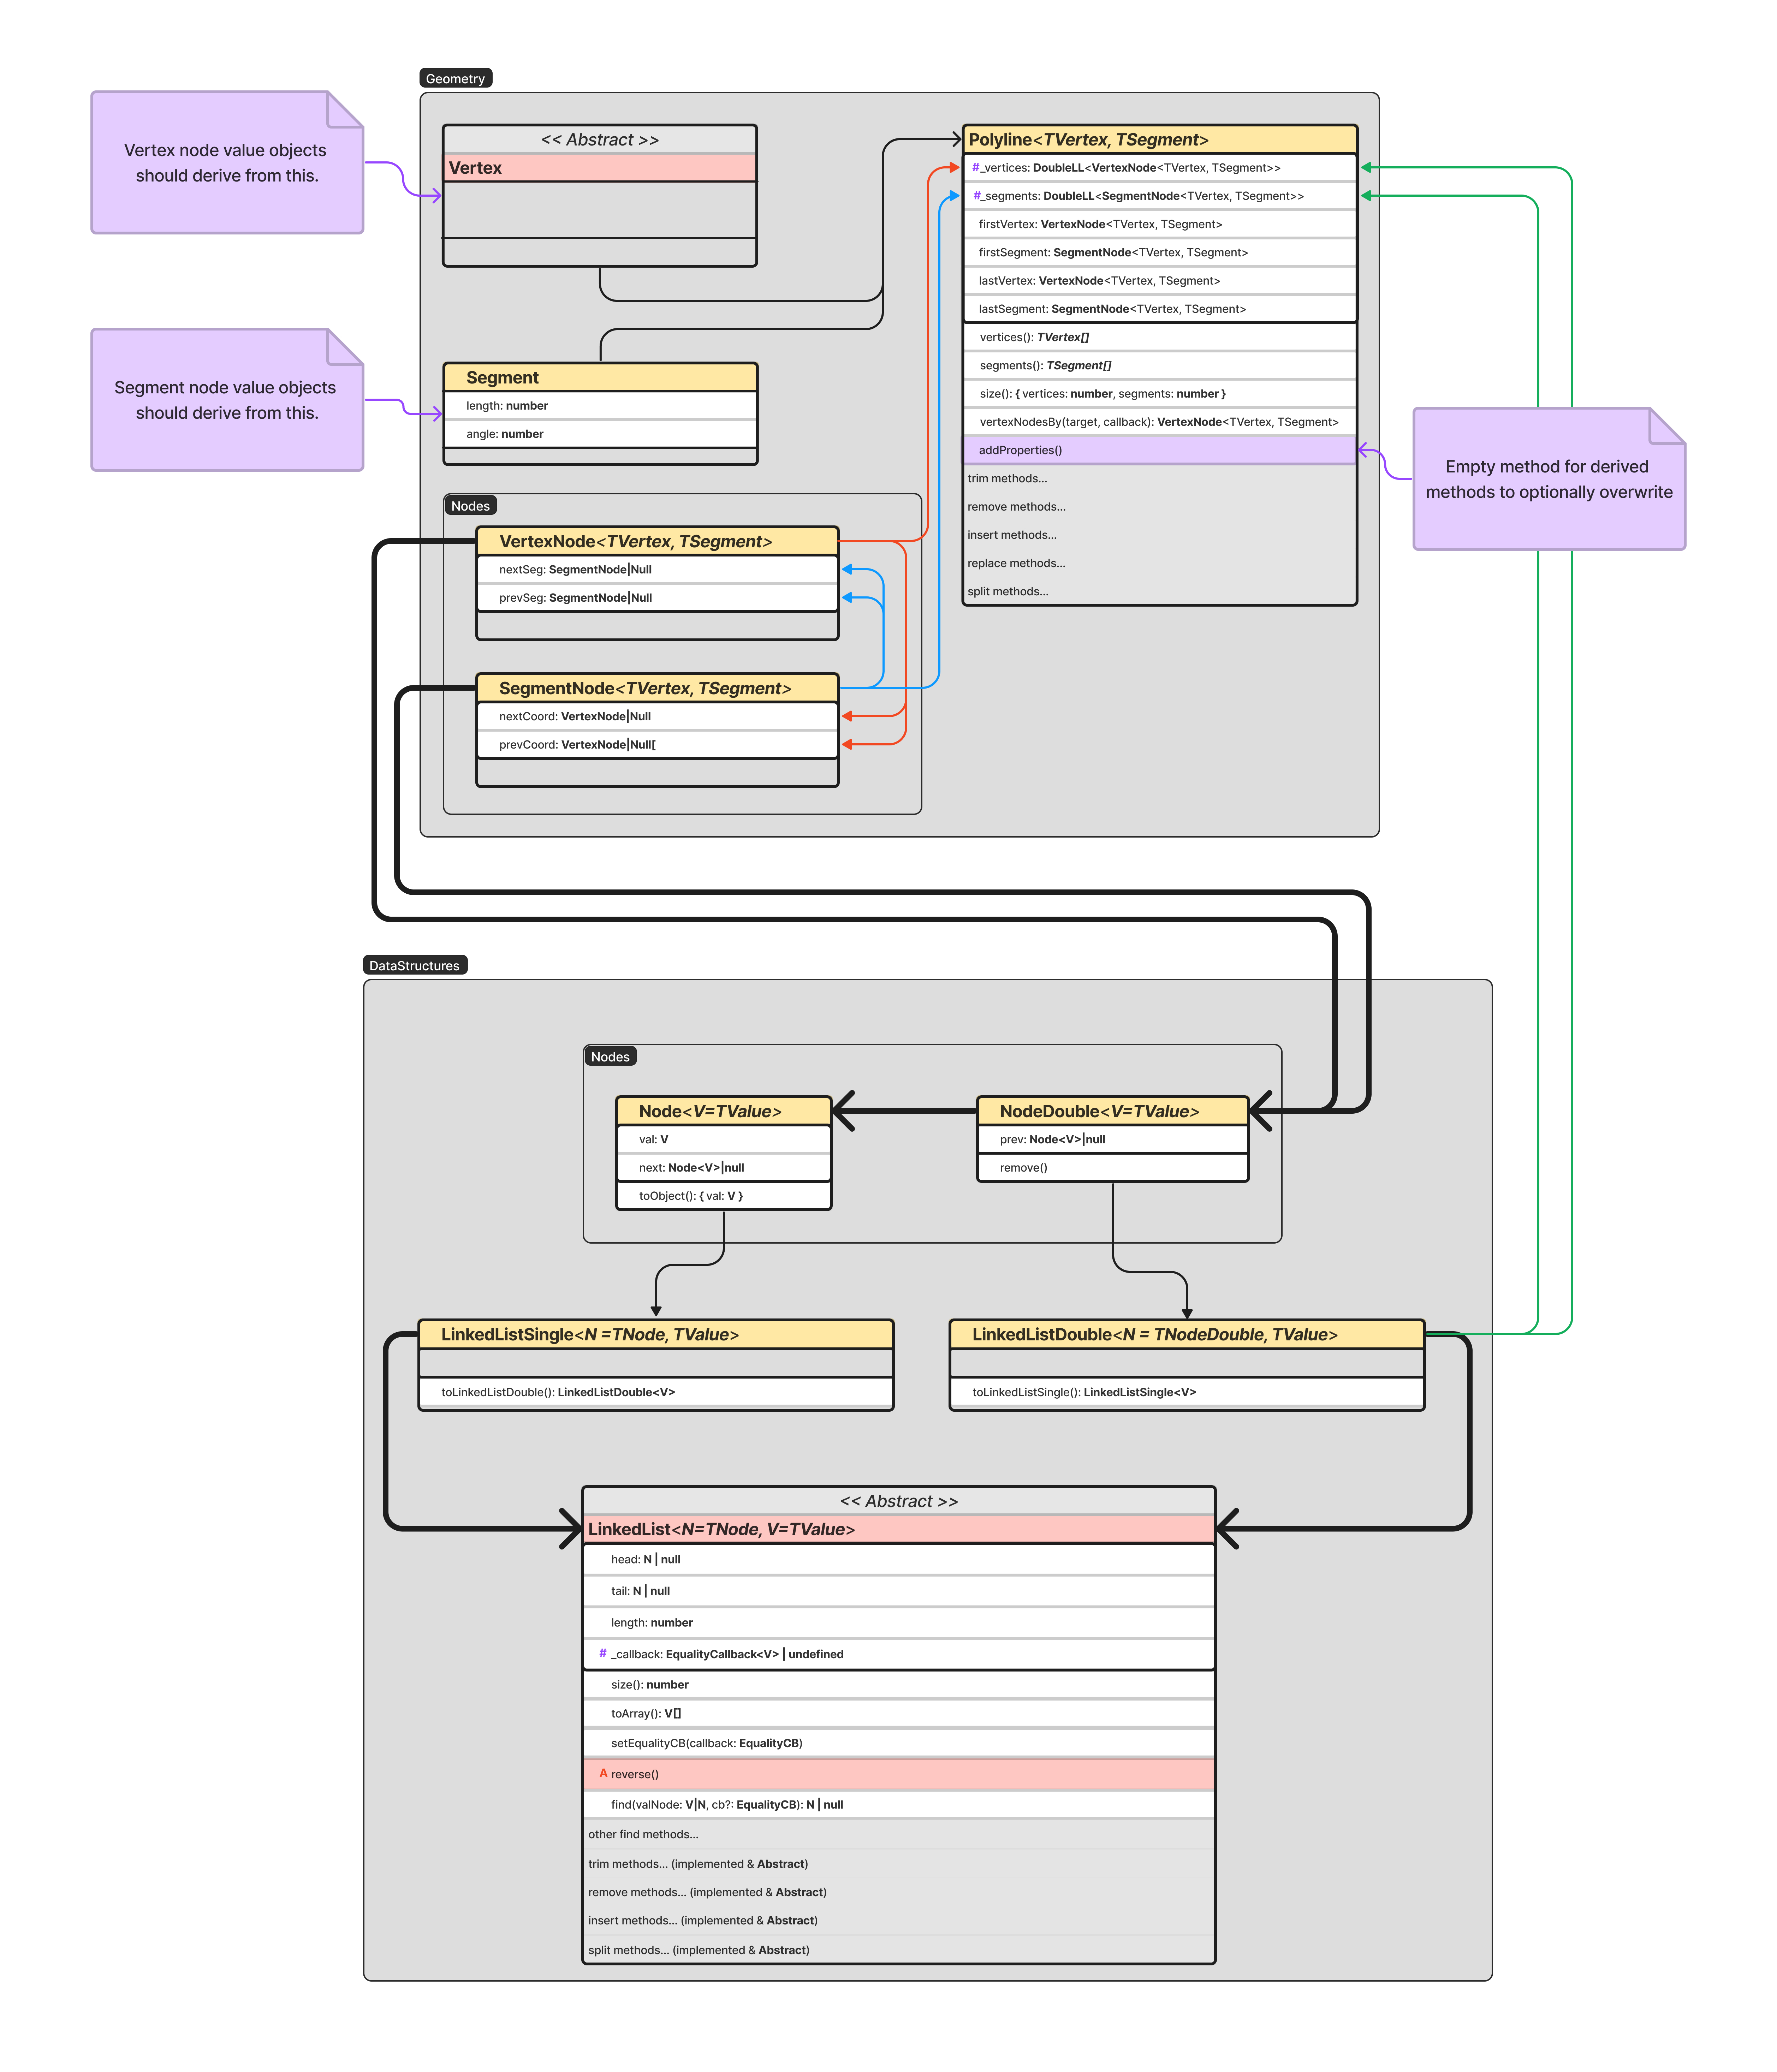 Geometry
Vertex node value objects
should derive from this.
<< Abstract >>
Vertex
Polyline<TVertex, TSegment>
#_vertices: DoubleLL<VertexNode<TVertex, TSegment>>
#_segments: DoubleLL<SegmentNode<TVertex, TSegment>>
firstVertex: VertexNode<TVertex, TSegment>
firstSegment: SegmentNode<TVertex, TSegment>
lastVertex: VertexNode<TVertex, TSegment>
lastSegment: SegmentNode<TVertex, TSegment>
vertices(): TVertex[]
segments(): TSegment[]
size(): { vertices: number, segments: number }
vertexNodesBy(target, callback): VertexNode<TVertex, TSegment>
addProperties()
trim methods...
remove methods...
insert methods...
replace methods...
split methods...
Segment node value objects
should derive from this.
Segment
length: number
angle: number
Empty method for derived
methods to optionally overwrite
Nodes
VertexNode<TVertex, TSegment>
nextSeg: SegmentNode|Null
prevSeg: SegmentNode|Null
SegmentNode<TVertex, TSegment>
nextCoord: VertexNode|Null
prevCoord: VertexNode|Null[
DataStructures
Nodes
Node<V=TValue>
val: V
next: Node<V>|null
toObject(): { val: V }
NodeDouble<V=TValue>
prev: Node<V>|null
remove()
LinkedListSingle<N =TNode, TValue>
toLinkedListDouble(): LinkedListDouble<V>
LinkedListDouble<N = TNodeDouble, TValue>
toLinkedListSingle(): LinkedListSingle<V>
<< Abstract >>
LinkedList<N=TNode, V=TValue>
head: N | null
tail: N | null
length: number
# _callback: EqualityCallback<V> | undefined
size(): number
toArray(): V[]
setEqualityCB(callback: EqualityCB)
A reverse()
find(valNode: V|N, cb?: EqualityCB): N | null
other find methods...
trim methods... (implemented & Abstract)
remove methods... (implemented & Abstract)
insert methods... (implemented & Abstract)
split methods... (implemented & Abstract)